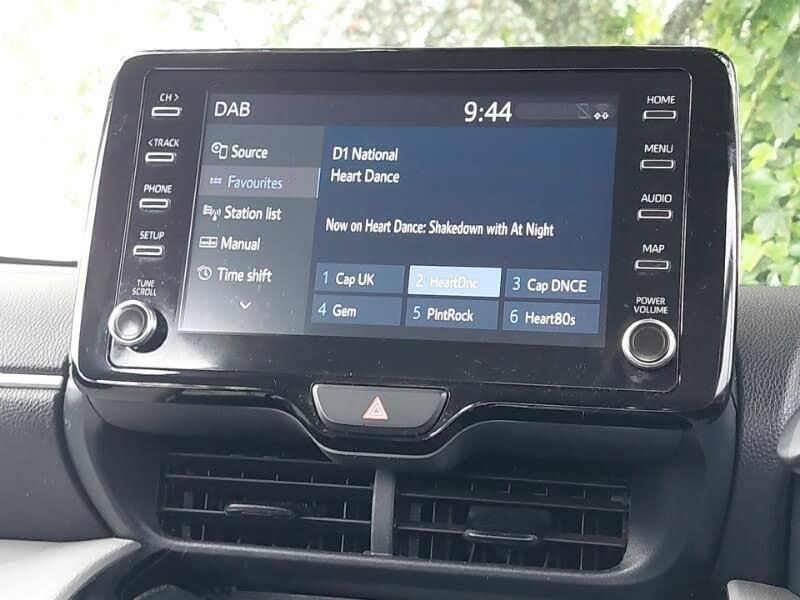 DAB
9:44
CH >
< TRACK
PHONE
SETUP
TUNE
SCROLL
Source
Favourites
Station list
Manual
Time shift
D1 National
Heart Dance
Now on Heart Dance: Shakedown with At Night
1 Cap UK
2 HeartDnc
3 Cap DNCE
4 Gem
5 PlntRock
6 Heart80s
HOME
MENU
AUDIO
MAP
POWER
VOLUME